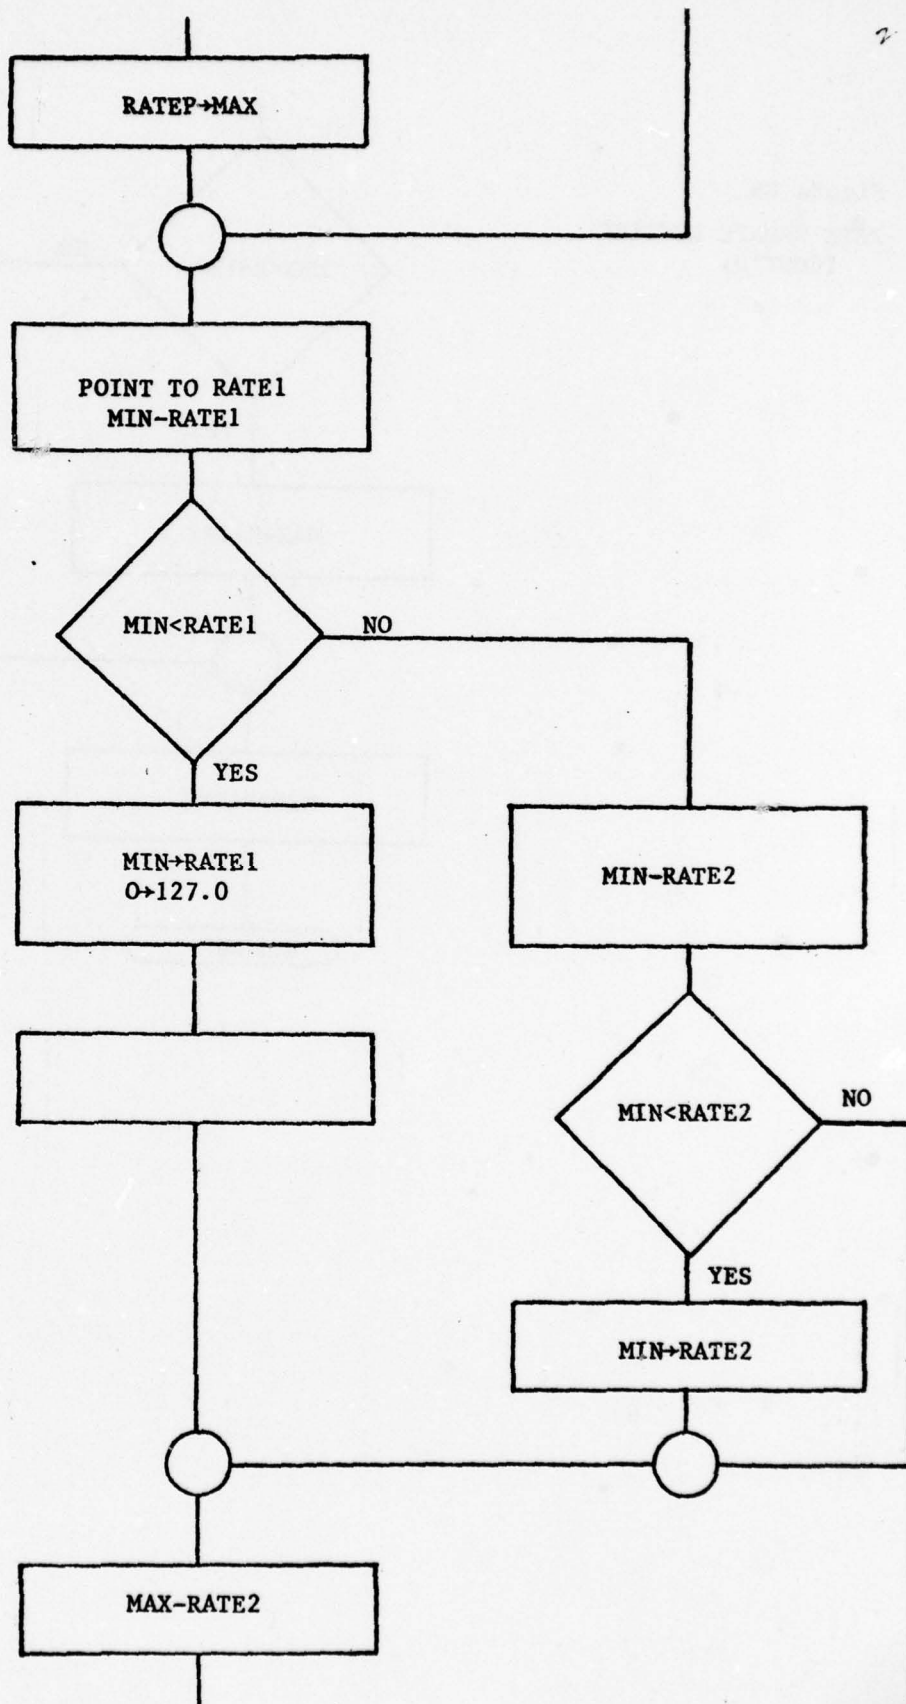 RATEP→MAX
POINT TO RATE1
MIN-RATE1
MIN<RATE1
NO
YES
MIN→RATE1
0→127.0
MIN-RATE2
MIN<RATE2
NO
YES
MIN→RATE2
MAX-RATE2